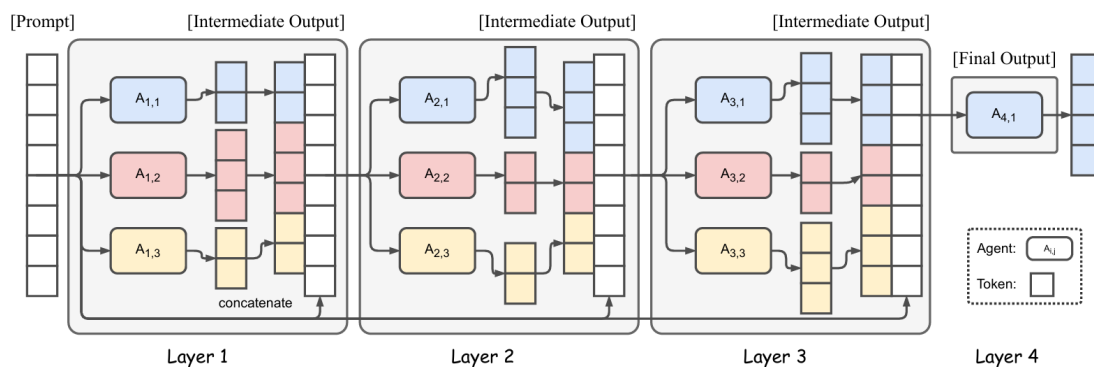 [Prompt]
[Intermediate Output]
[Intermediate Output]
[Intermediate Output]
[Final Output]
A1,1
A1,2
A1,3
concatenate
A2,1
A2,2
A2,3
A3,1
A3,2
A3,3
A4,1
Agent:
Ai,j
Token:
Layer 1
Layer 2
Layer 3
Layer 4